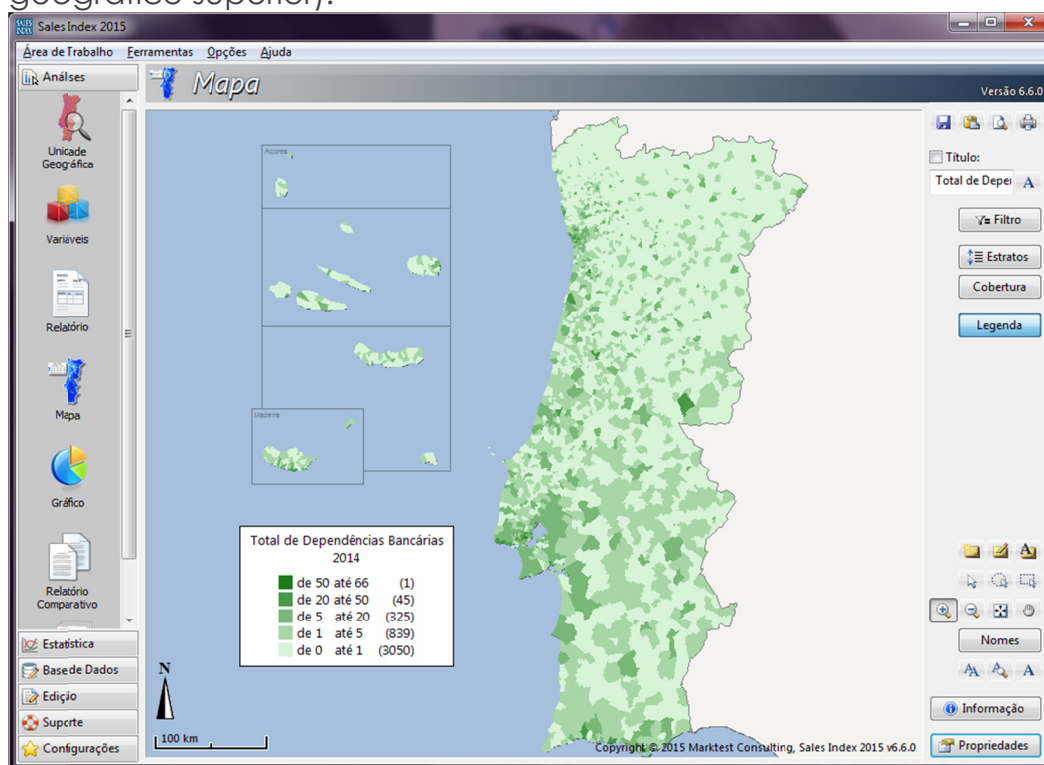 geográfico superior).
Sales Index 2015
Área de Trabalho Ferramentas Opções Ajuda
Análises
Mapa
Versão 6.6.0
Unidade
Geográfica
Variáveis
Relatório
Mapa
Gráfico
Relatório
Comparativo
Estatística
Base de Dados
Edição
Suporte
Configurações
Açores
Madeira
Total de Dependências Bancárias
2014
de 50 até 66 (1)
de 20 até 50 (45)
de 5 até 20 (325)
de 1 até 5 (839)
de 0 até 1 (3050)
N
100 km
Copyright © 2015 Marktest Consulting, Sales Index 2015 v6.6.0
Título:
Total de Depe
A
Filtro
Estratos
Cobertura
Legenda
Nomes
Informação
Propriedades